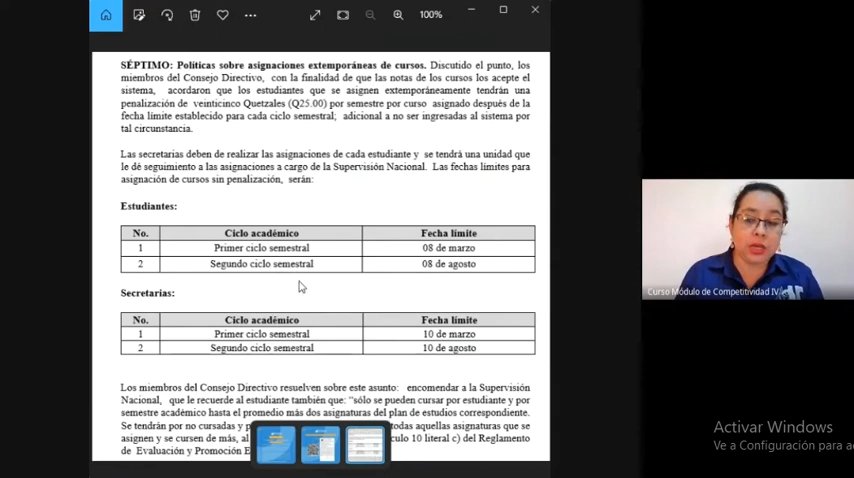 100%
SÉPTIMO: Políticas sobre asignaciones extemporáneas de cursos. Discutido el punto, los
miembros del Consejo Directivo, con la finalidad de que las notas de los cursos los acepte el
sistema, acordaron que los estudiantes que se asignen extemporáneamente tendrán una
penalización de veinticinco Quetzales (Q25.00) por semestre por curso asignado después de la
fecha límite establecido para cada ciclo semestral; adicional a no ser ingresadas al sistema por
tal circunstancia.
Las secretarias deben de realizar las asignaciones de cada estudiante y se tendrá una unidad que
le dé seguimiento a las asignaciones a cargo de la Supervisión Nacional. Las fechas límites para
asignación de cursos sin penalización, serán:
Estudiantes:
No. Ciclo académico Fecha límite
1 Primer ciclo semestral 08 de marzo
2 Segundo ciclo semestral 08 de agosto
Secretarias:
No. Ciclo académico Fecha límite
1 Primer ciclo semestral 10 de marzo
2 Segundo ciclo semestral 10 de agosto
Los miembros del Consejo Directivo resuelven sobre este asunto: encomendar a la Supervisión
Nacional, que le recuerde al estudiante también que: "sólo se pueden cursar por estudiante y por
semestre académico hasta el promedio más dos asignaturas del plan de estudios correspondiente.
Se tendrán por no cursadas y p todas aquellas asignaturas que se
asignen y se cursen de más, al culo 10 literal c) del Reglamento
de Evaluación y Promoción E
Curso Módulo de Competitividad IV
Activar Windows
Ve a Configuración para a